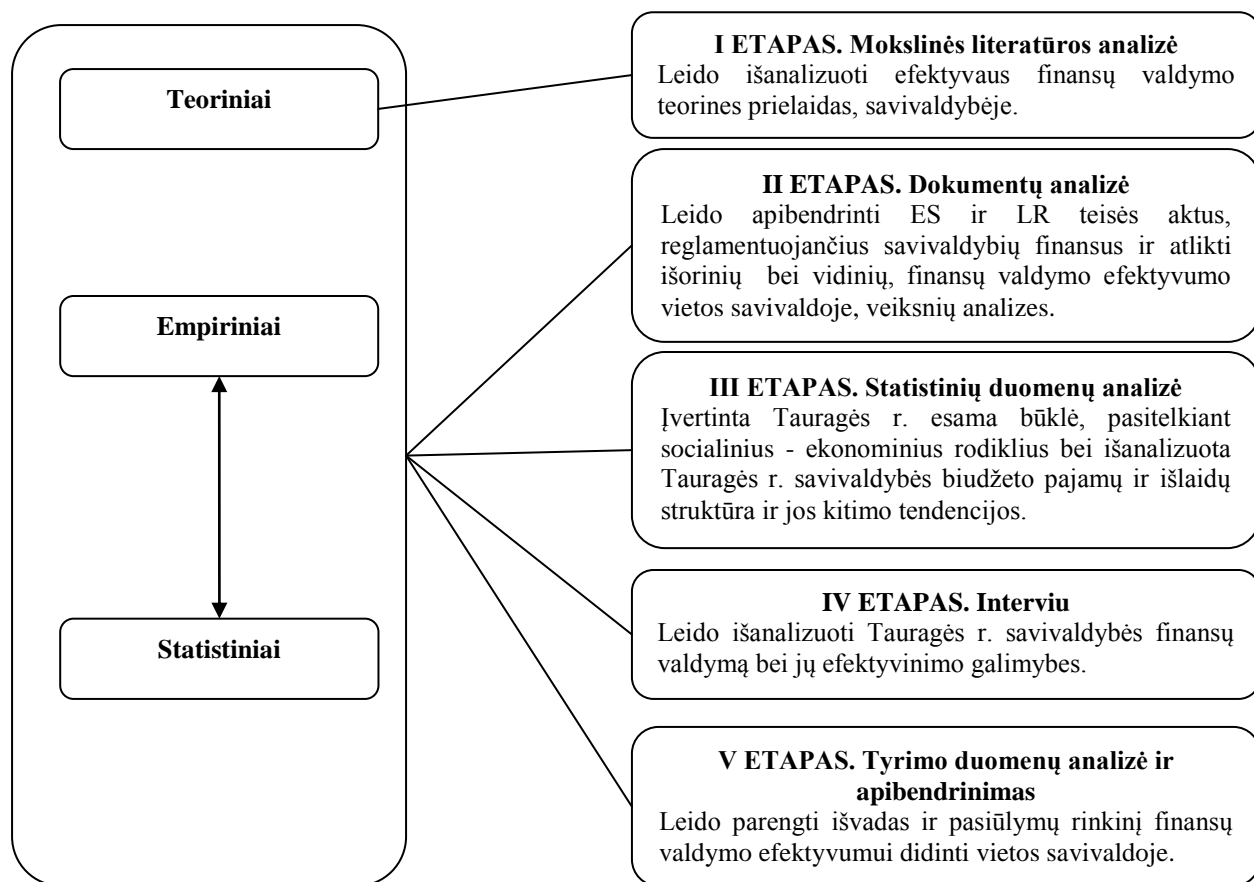 Teoriniai
Empiriniai
Statistiniai
I ETAPAS. Mokslinės literatūros analizė
Leido išanalizuoti efektyvaus finansų valdymo
teorines prielaidas, savivaldybėje.
II ETAPAS. Dokumentų analizė
Leido apibendrinti ES ir LR teisės aktus,
reglamentuojančius savivaldybių finansus ir atlikti
išorinių bei vidinių, finansų valdymo efektyvumo
vietos savivaldoje, veiksnių analizes.
III ETAPAS. Statistinių duomenų analizė
Įvertinta Tauragės r. esama būklė, pasitelkiant
socialinius - ekonominius rodiklius bei išanalizuota
Tauragės r. savivaldybės biudžeto pajamų ir išlaidų
struktūra ir jos kitimo tendencijos.
IV ETAPAS. Interviu
Leido išanalizuoti Tauragės r. savivaldybės finansų
valdymą bei jų efektyvinimo galimybes.
V ETAPAS. Tyrimo duomenų analizė ir
apibendrinimas
Leido parengti išvadas ir pasiūlymų rinkinį finansų
valdymo efektyvumui didinti vietos savivaldoje.